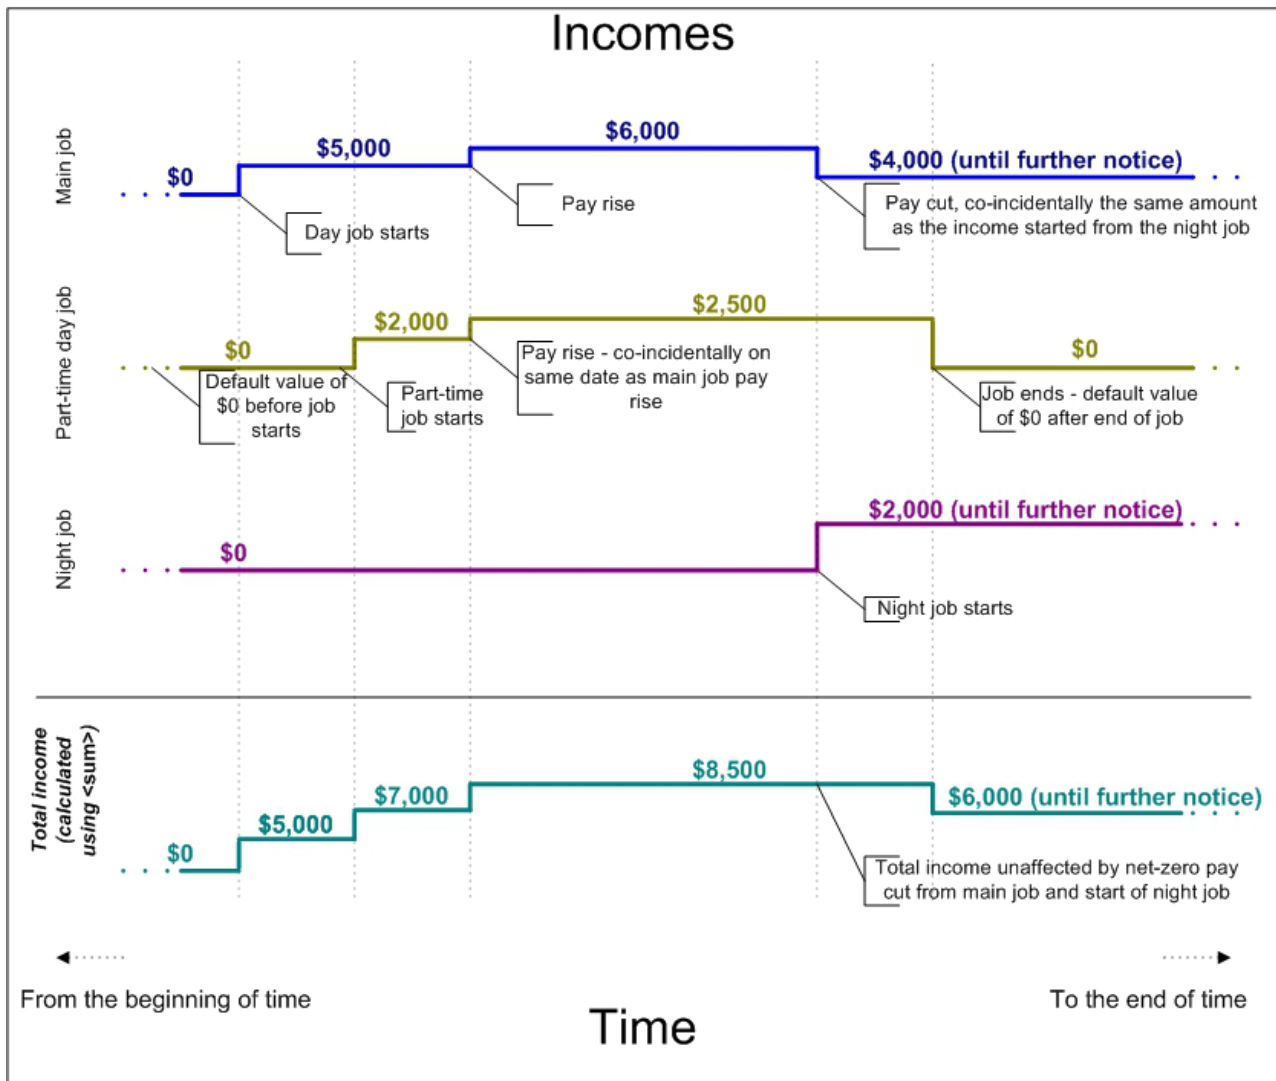 Incomes
Main job
$0
$5,000
$6,000
$4,000 (until further notice)
Day job starts
Pay rise
Pay cut, co-incidentally the same amount
as the income started from the night job
Part-time day job
$0
$2,000
$2,500
$0
Default value of
$0 before job
starts
Part-time
job starts
Pay rise - co-incidentally on
same date as main job pay
rise
Job ends - default value
of $0 after end of job
Night job
$0
$2,000 (until further notice)
Night job starts
Total income
(calculated
using <sum>)
$0
$5,000
$7,000
$8,500
$6,000 (until further notice)
Total income unaffected by net-zero pay
cut from main job and start of night job
From the beginning of time
To the end of time
Time